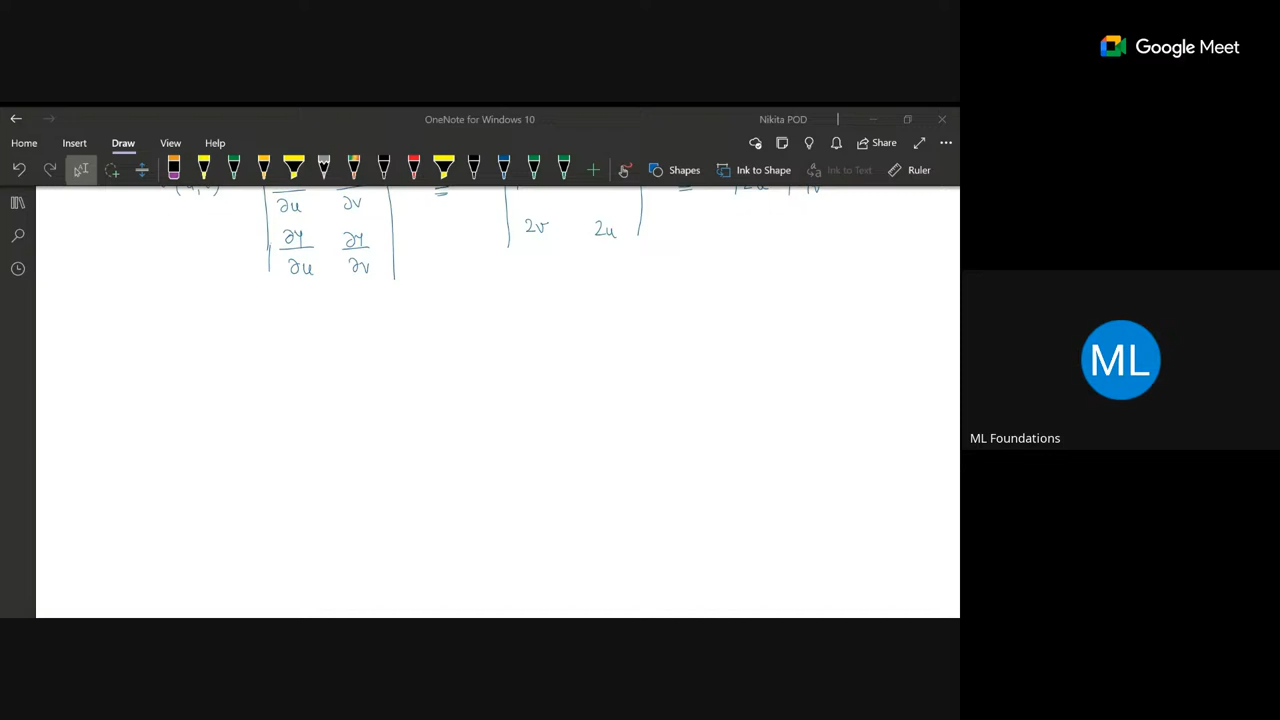 Google Meet
OneNote for Windows 10
Nikita POD
Home Insert Draw View Help
Share
Shapes Ink to Shape Ink to Text Ruler
∂u ∂v
=
=
2v 2u
∂y ∂y
∂u ∂v
ML
ML Foundations